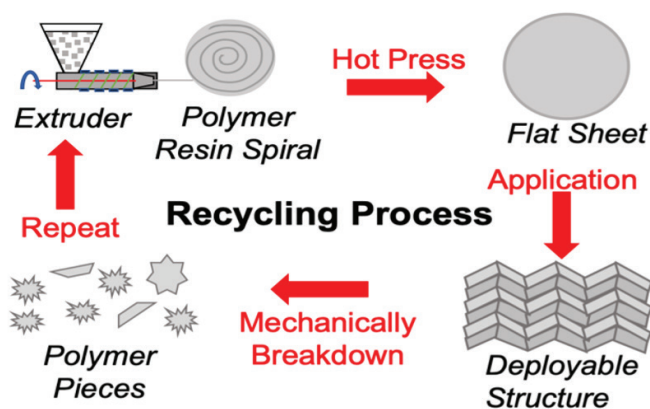 Extruder
Polymer
Resin Spiral
Hot Press
Flat Sheet
Application
Recycling Process
Repeat
Polymer
Pieces
Mechanically
Breakdown
Deployable
Structure